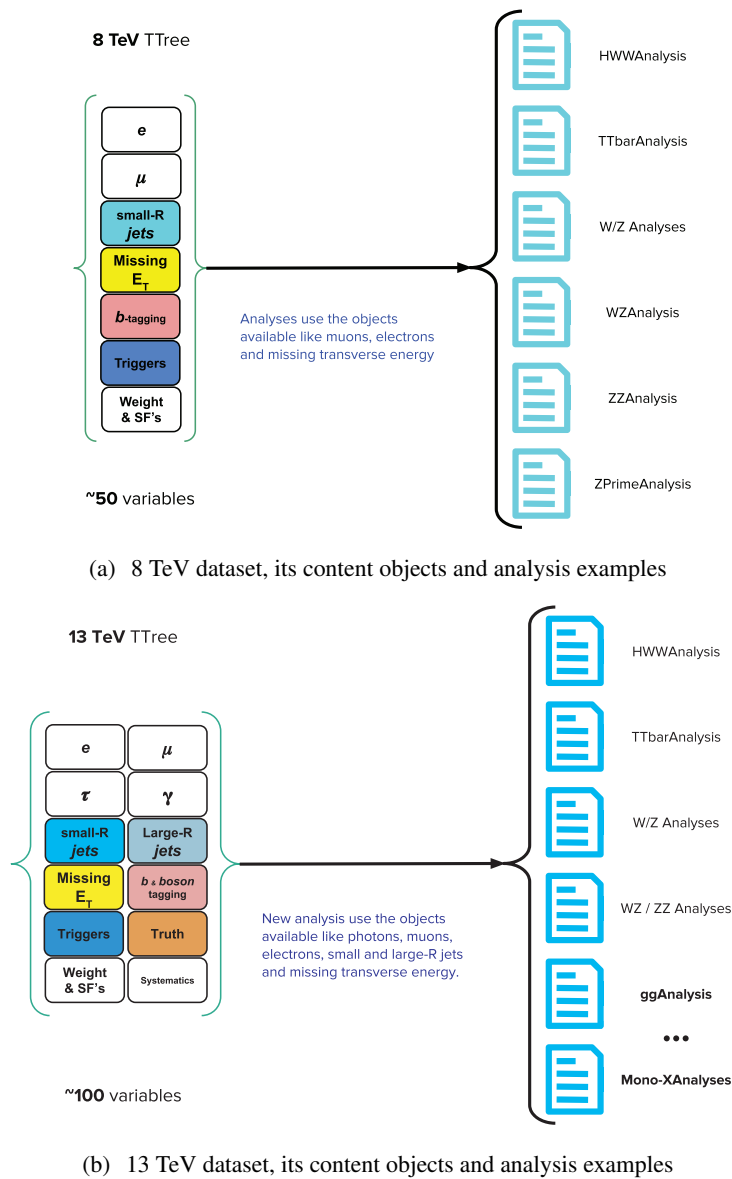 8 TeV TTree
e
μ
small-R
jets
Missing
E_T
b-tagging
Triggers
Weight
& SF's
~50 variables
Analyses use the objects
available like muons, electrons
and missing transverse energy
HWWAnalysis
TTbarAnalysis
W/Z Analyses
WZAnalysis
ZZAnalysis
ZPrimeAnalysis
(a) 8 TeV dataset, its content objects and analysis examples
13 TeV TTree
e
μ
τ
γ
small-R
jets
Large-R
jets
Missing
E_T
b & boson
tagging
Triggers
Truth
Weight
& SF's
Systematics
~100 variables
New analysis use the objects
available like photons, muons,
electrons, small and large-R jets
and missing transverse energy.
HWWAnalysis
TTbarAnalysis
W/Z Analyses
WZ / ZZ Analyses
ggAnalysis
•••
Mono-XAnalyses
(b) 13 TeV dataset, its content objects and analysis examples